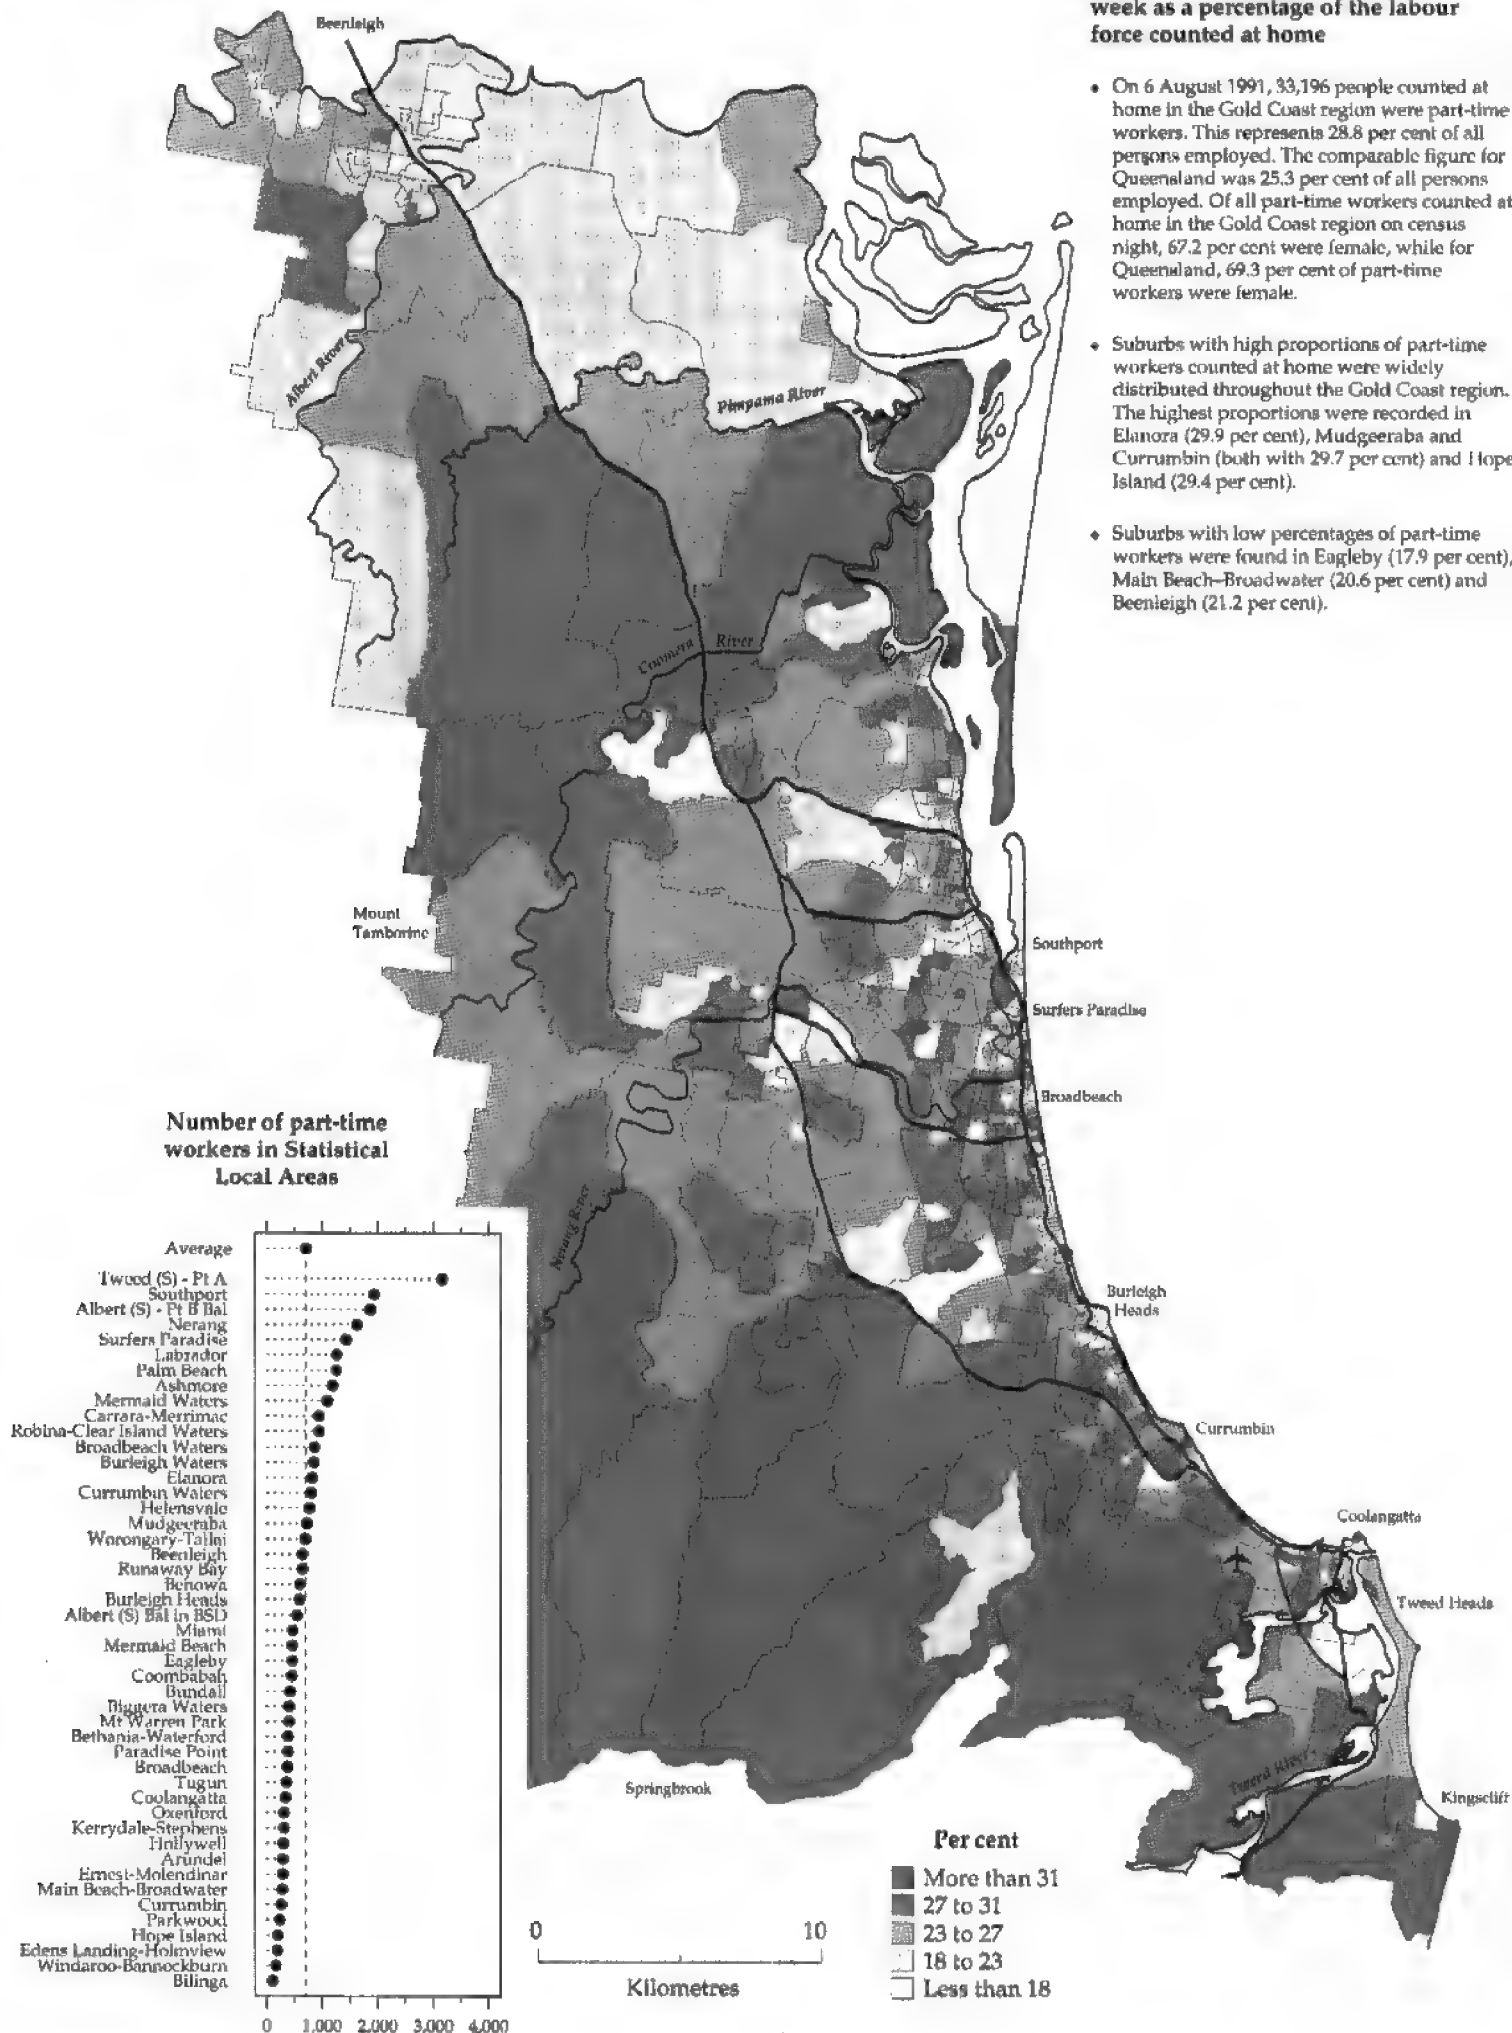 week as a percentage of the labour
force counted at home
• On 6 August 1991, 33,196 people counted at
home in the Gold Coast region were part-time
workers. This represents 28.8 per cent of all
persons employed. The comparable figure for
Queensland was 25.3 per cent of all persons
employed. Of all part-time workers counted at
home in the Gold Coast region on census
night, 67.2 per cent were female, while for
Queensland, 69.3 per cent of part-time
workers were female.
• Suburbs with high proportions of part-time
workers counted at home were widely
distributed throughout the Gold Coast region.
The highest proportions were recorded in
Elanora (29.9 per cent), Mudgeeraba and
Currumbin (both with 29.7 per cent) and Hope
Island (29.4 per cent).
• Suburbs with low percentages of part-time
workers were found in Eagleby (17.9 per cent),
Main Beach–Broadwater (20.6 per cent) and
Beenleigh (21.2 per cent).
Beenleigh
Albert River
Pimpama River
Coomera River
Mount
Tamborine
Southport
Surfers Paradise
Broadbeach
Nerang River
Burleigh
Heads
Currumbin
Coolangatta
Tweed Heads
Tweed River
Kingscliff
Springbrook
Number of part-time
workers in Statistical
Local Areas
Average
Tweed (S) - Pt A
Southport
Albert (S) - Pt B Bal
Nerang
Surfers Paradise
Labrador
Palm Beach
Ashmore
Mermaid Waters
Carrara-Merrimac
Robina-Clear Island Waters
Broadbeach Waters
Burleigh Waters
Elanora
Currumbin Waters
Helensvale
Mudgeeraba
Worongary-Tallai
Beenleigh
Runaway Bay
Benowa
Burleigh Heads
Albert (S) Bal in BSD
Miami
Mermaid Beach
Eagleby
Coombabah
Bundall
Biggera Waters
Mt Warren Park
Bethania-Waterford
Paradise Point
Broadbeach
Tugun
Coolangatta
Oxenford
Kerrydale-Stephens
Hollywell
Arundel
Ernest-Molendinar
Main Beach-Broadwater
Currumbin
Parkwood
Hope Island
Edens Landing-Holmview
Windaroo-Bannockburn
Bilinga
0 1,000 2,000 3,000 4,000
0 10
Kilometres
Per cent
More than 31
27 to 31
23 to 27
18 to 23
Less than 18